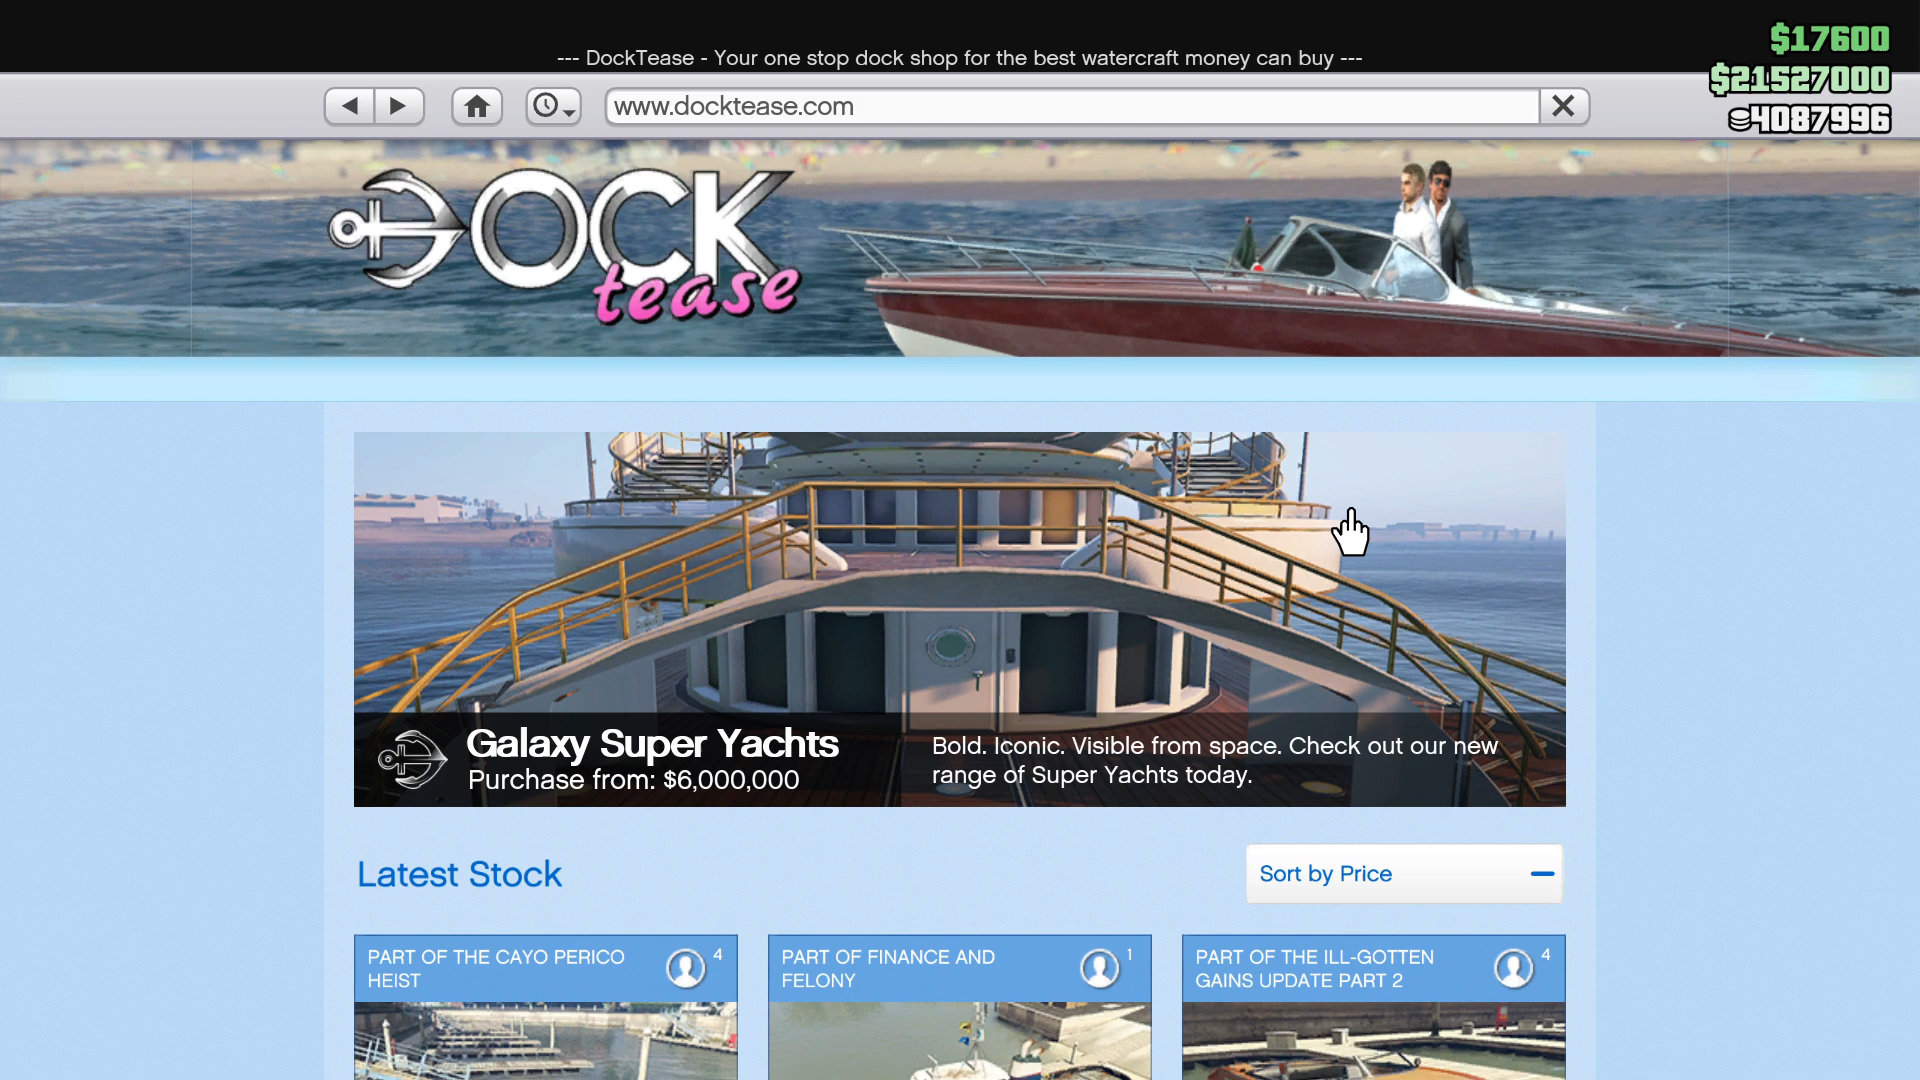 --- DockTease - Your one stop dock shop for the best watercraft money can buy ---
$17600
$21527000
4087996
www.docktease.com
DOCK
tease
Galaxy Super Yachts
Purchase from: $6,000,000
Bold. Iconic. Visible from space. Check out our new
range of Super Yachts today.
Latest Stock
Sort by Price
PART OF THE CAYO PERICO
HEIST
4
PART OF FINANCE AND
FELONY
1
PART OF THE ILL-GOTTEN
GAINS UPDATE PART 2
4